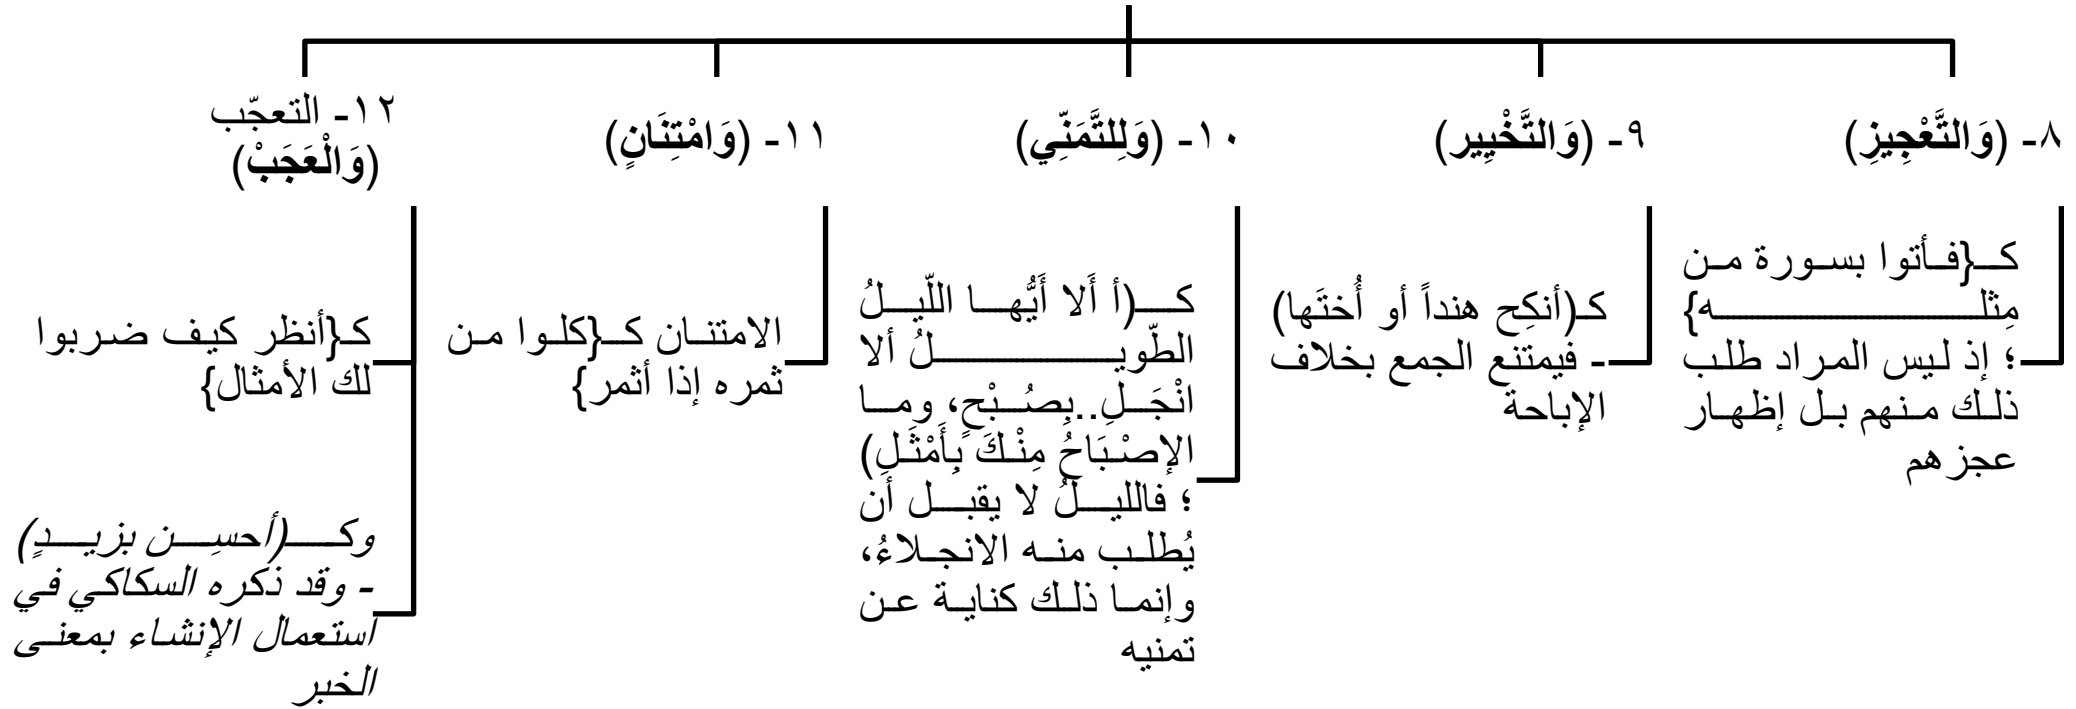 ٨- (وَالتَّعْجِيزِ)
كـ{فأتوا بسورة من
مِثله}
؛ إذ ليس المراد طلب
ذلك منهم بل إظهار
عجزهم
٩- (وَالتَّخْيِيرِ)
كـ(أنكِح هنداً أو أُختَها)
- فيمتنع الجمع بخلاف
الإباحة
١٠- (وَلِلتَّمَنِّي)
كـ(أ أَلا أَيُّها اللّيلُ
الطّويلُ ألا
انْجَلِ..بِصُبْحٍ، وما
الإصْبَاحُ مِنْكَ بِأَمْثَلِ)
؛ فالليلُ لا يقبل أن
يُطلب منه الانجلاءُ،
وإنما ذلك كناية عن
تمنيه
١١- (وَامْتِنَانٍ)
الامتنان كـ{كلوا من
ثمره إذا أثمر}
١٢- التعجّب
(وَالْعَجَبْ)
كـ{أنظر كيف ضربوا
لك الأمثال}
وكـ(أحسِن بزيدٍ)
- وقد ذكره السكاكي في
استعمال الإنشاء بمعنى
الخبر